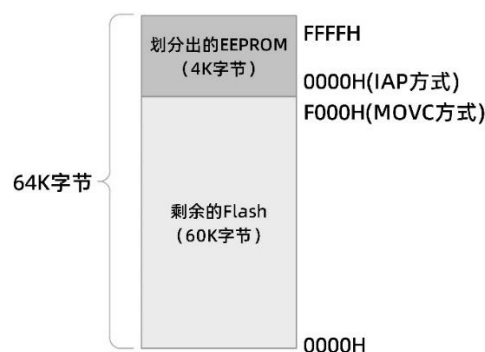 划分出的EEPROM
（4K字节）
FFFFH
0000H(IAP方式)
F000H(MOVC方式)
64K字节
剩余的Flash
（60K字节）
0000H